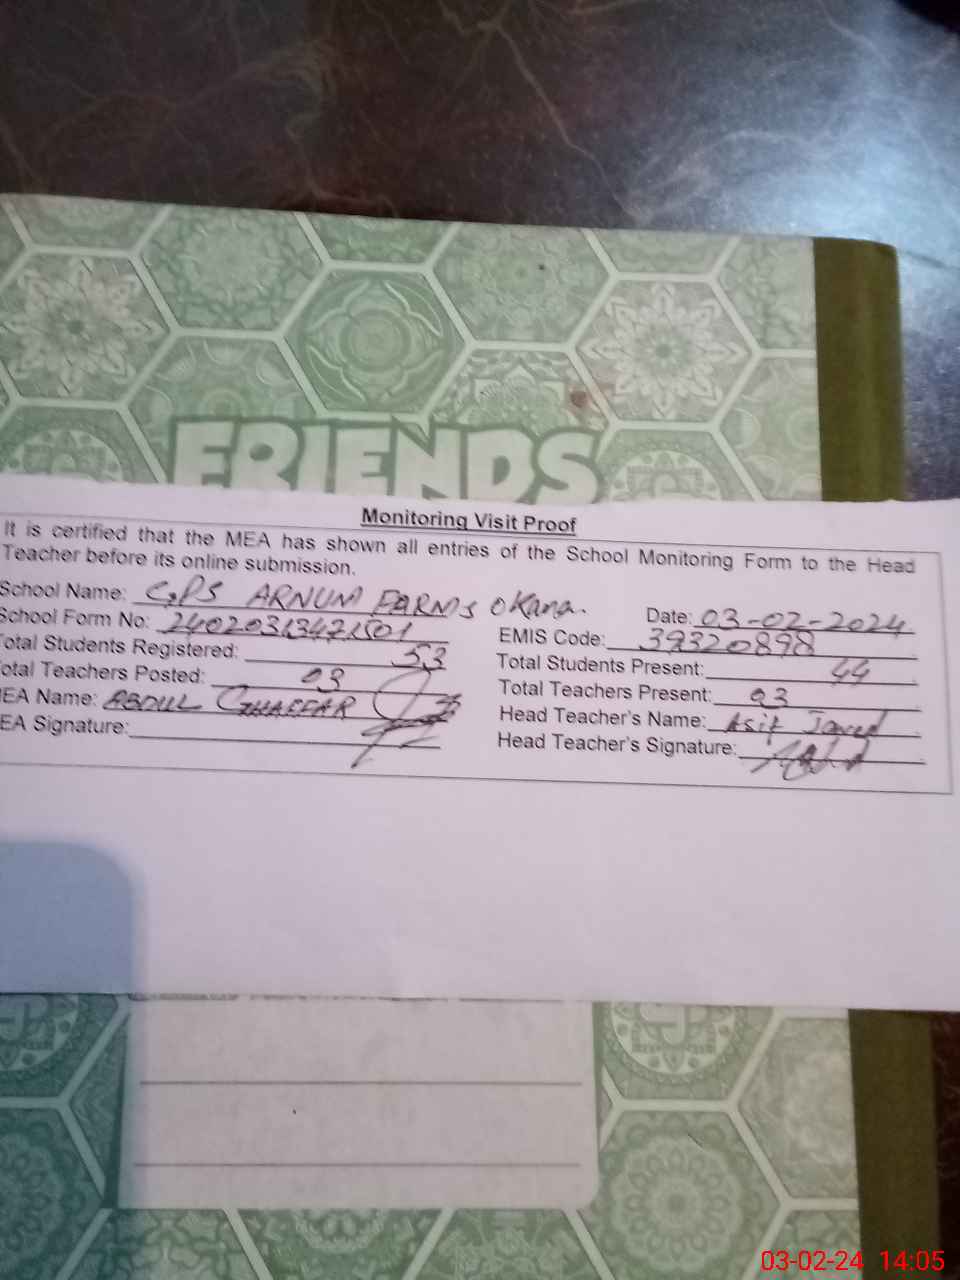 FRIENDS
Monitoring Visit Proof
It is certified that the MEA has shown all entries of the School Monitoring Form to the Head
Teacher before its online submission.
School Name: GPS ARNUM FARMS Okara.
Date: 03-02-2024
School Form No:
EMIS Code: 39320898
Total Students Registered: 53
Total Students Present: 44
Total Teachers Posted: 03
Total Teachers Present: 03
MEA Name: ABDUL GHAFFAR
Head Teacher's Name: Asif Javed
MEA Signature:
Head Teacher's Signature:
03-02-24 14:05